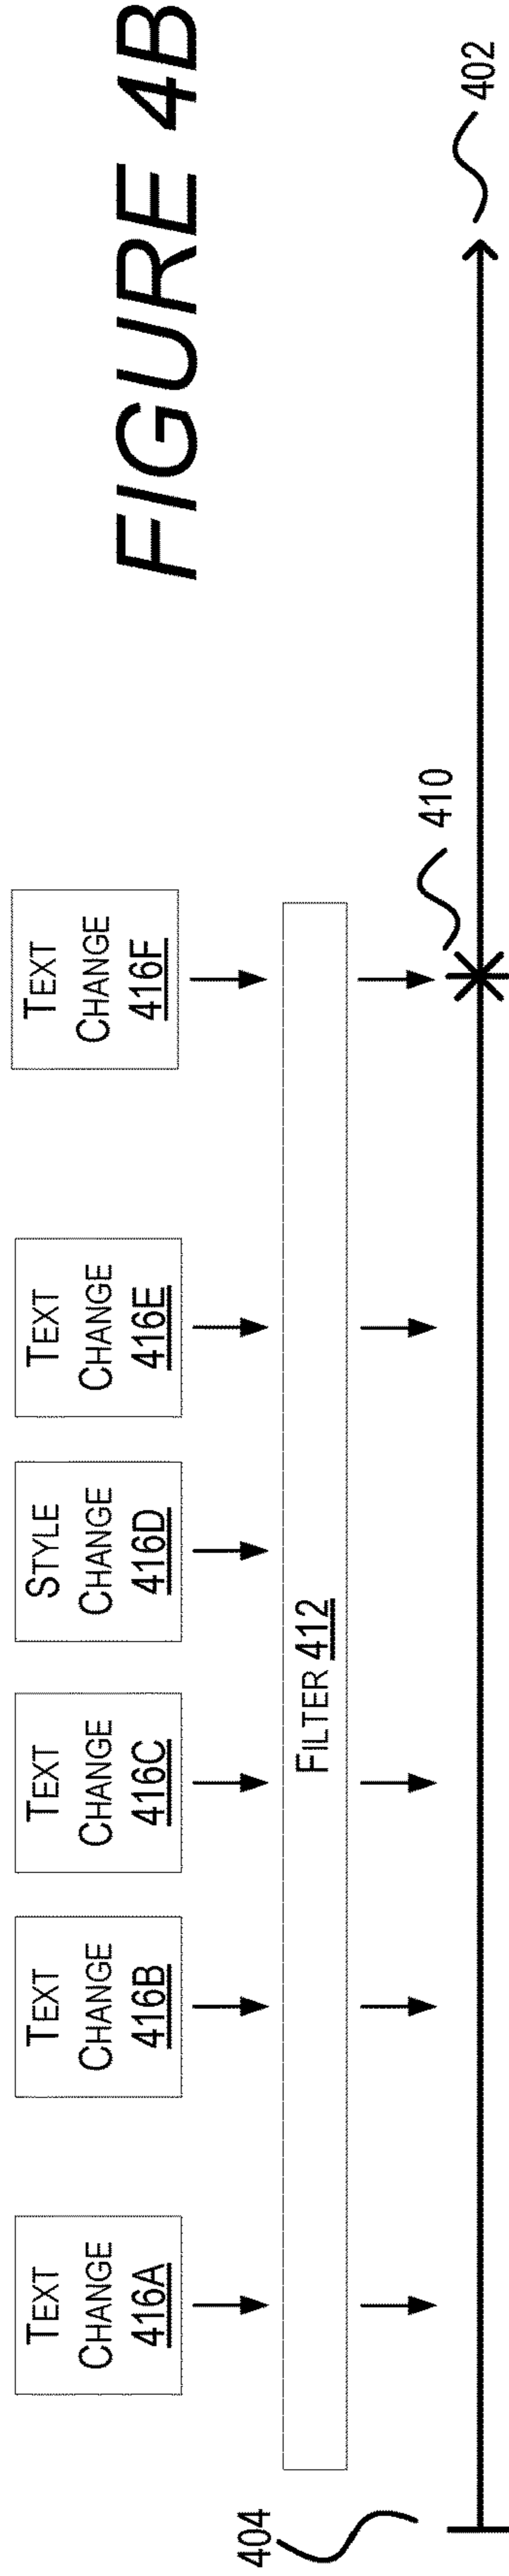 TEXT
CHANGE
416A
TEXT
CHANGE
416B
TEXT
CHANGE
416C
STYLE
CHANGE
416D
TEXT
CHANGE
416E
TEXT
CHANGE
416F
FILTER 412
404
410
402
FIGURE 4B